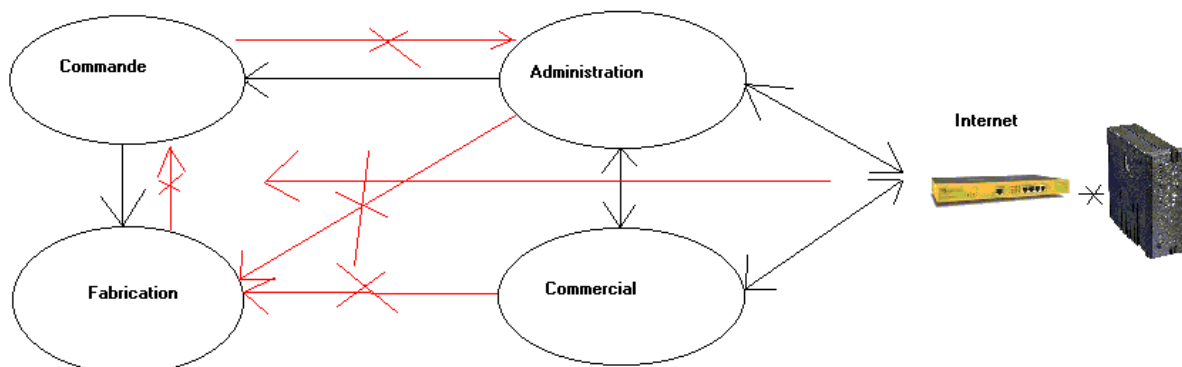 Commande
Administration
Internet
Fabrication
Commercial